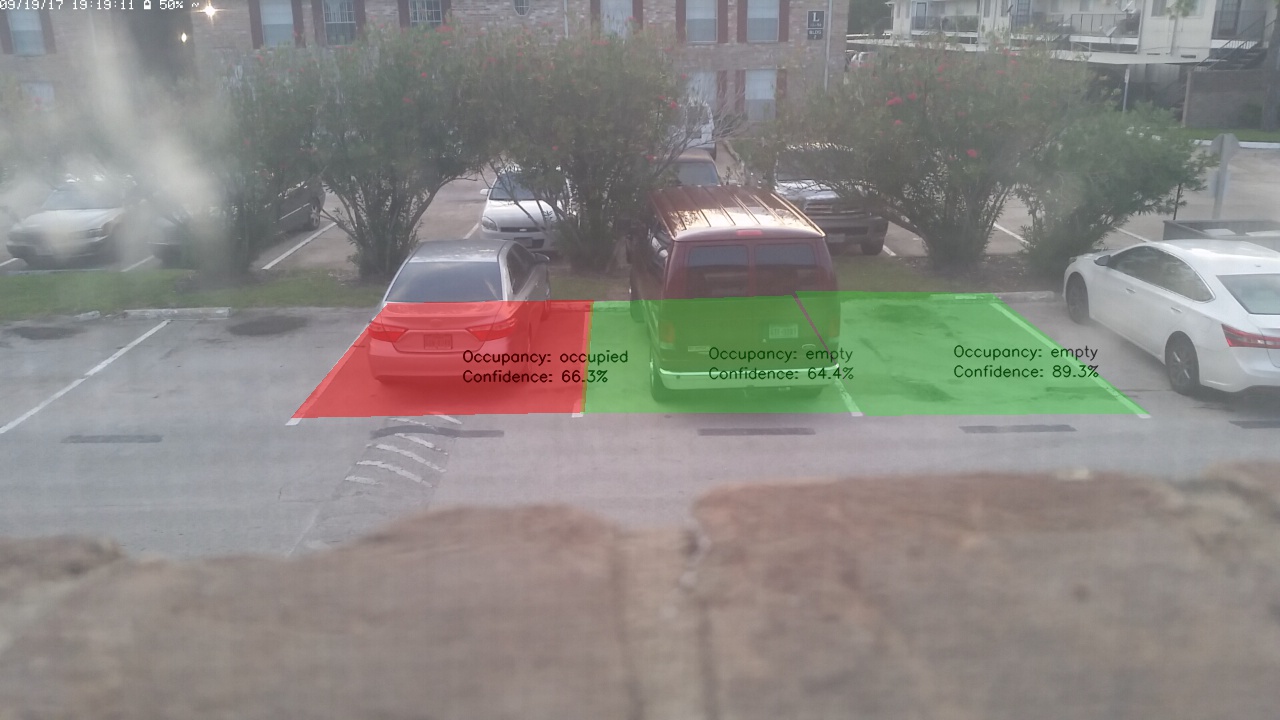 09/19/17 19:19:11 50% ~
L
Occupancy: occupied
Confidence: 66.3%
Occupancy: empty
Confidence: 64.4%
Occupancy: empty
Confidence: 89.3%